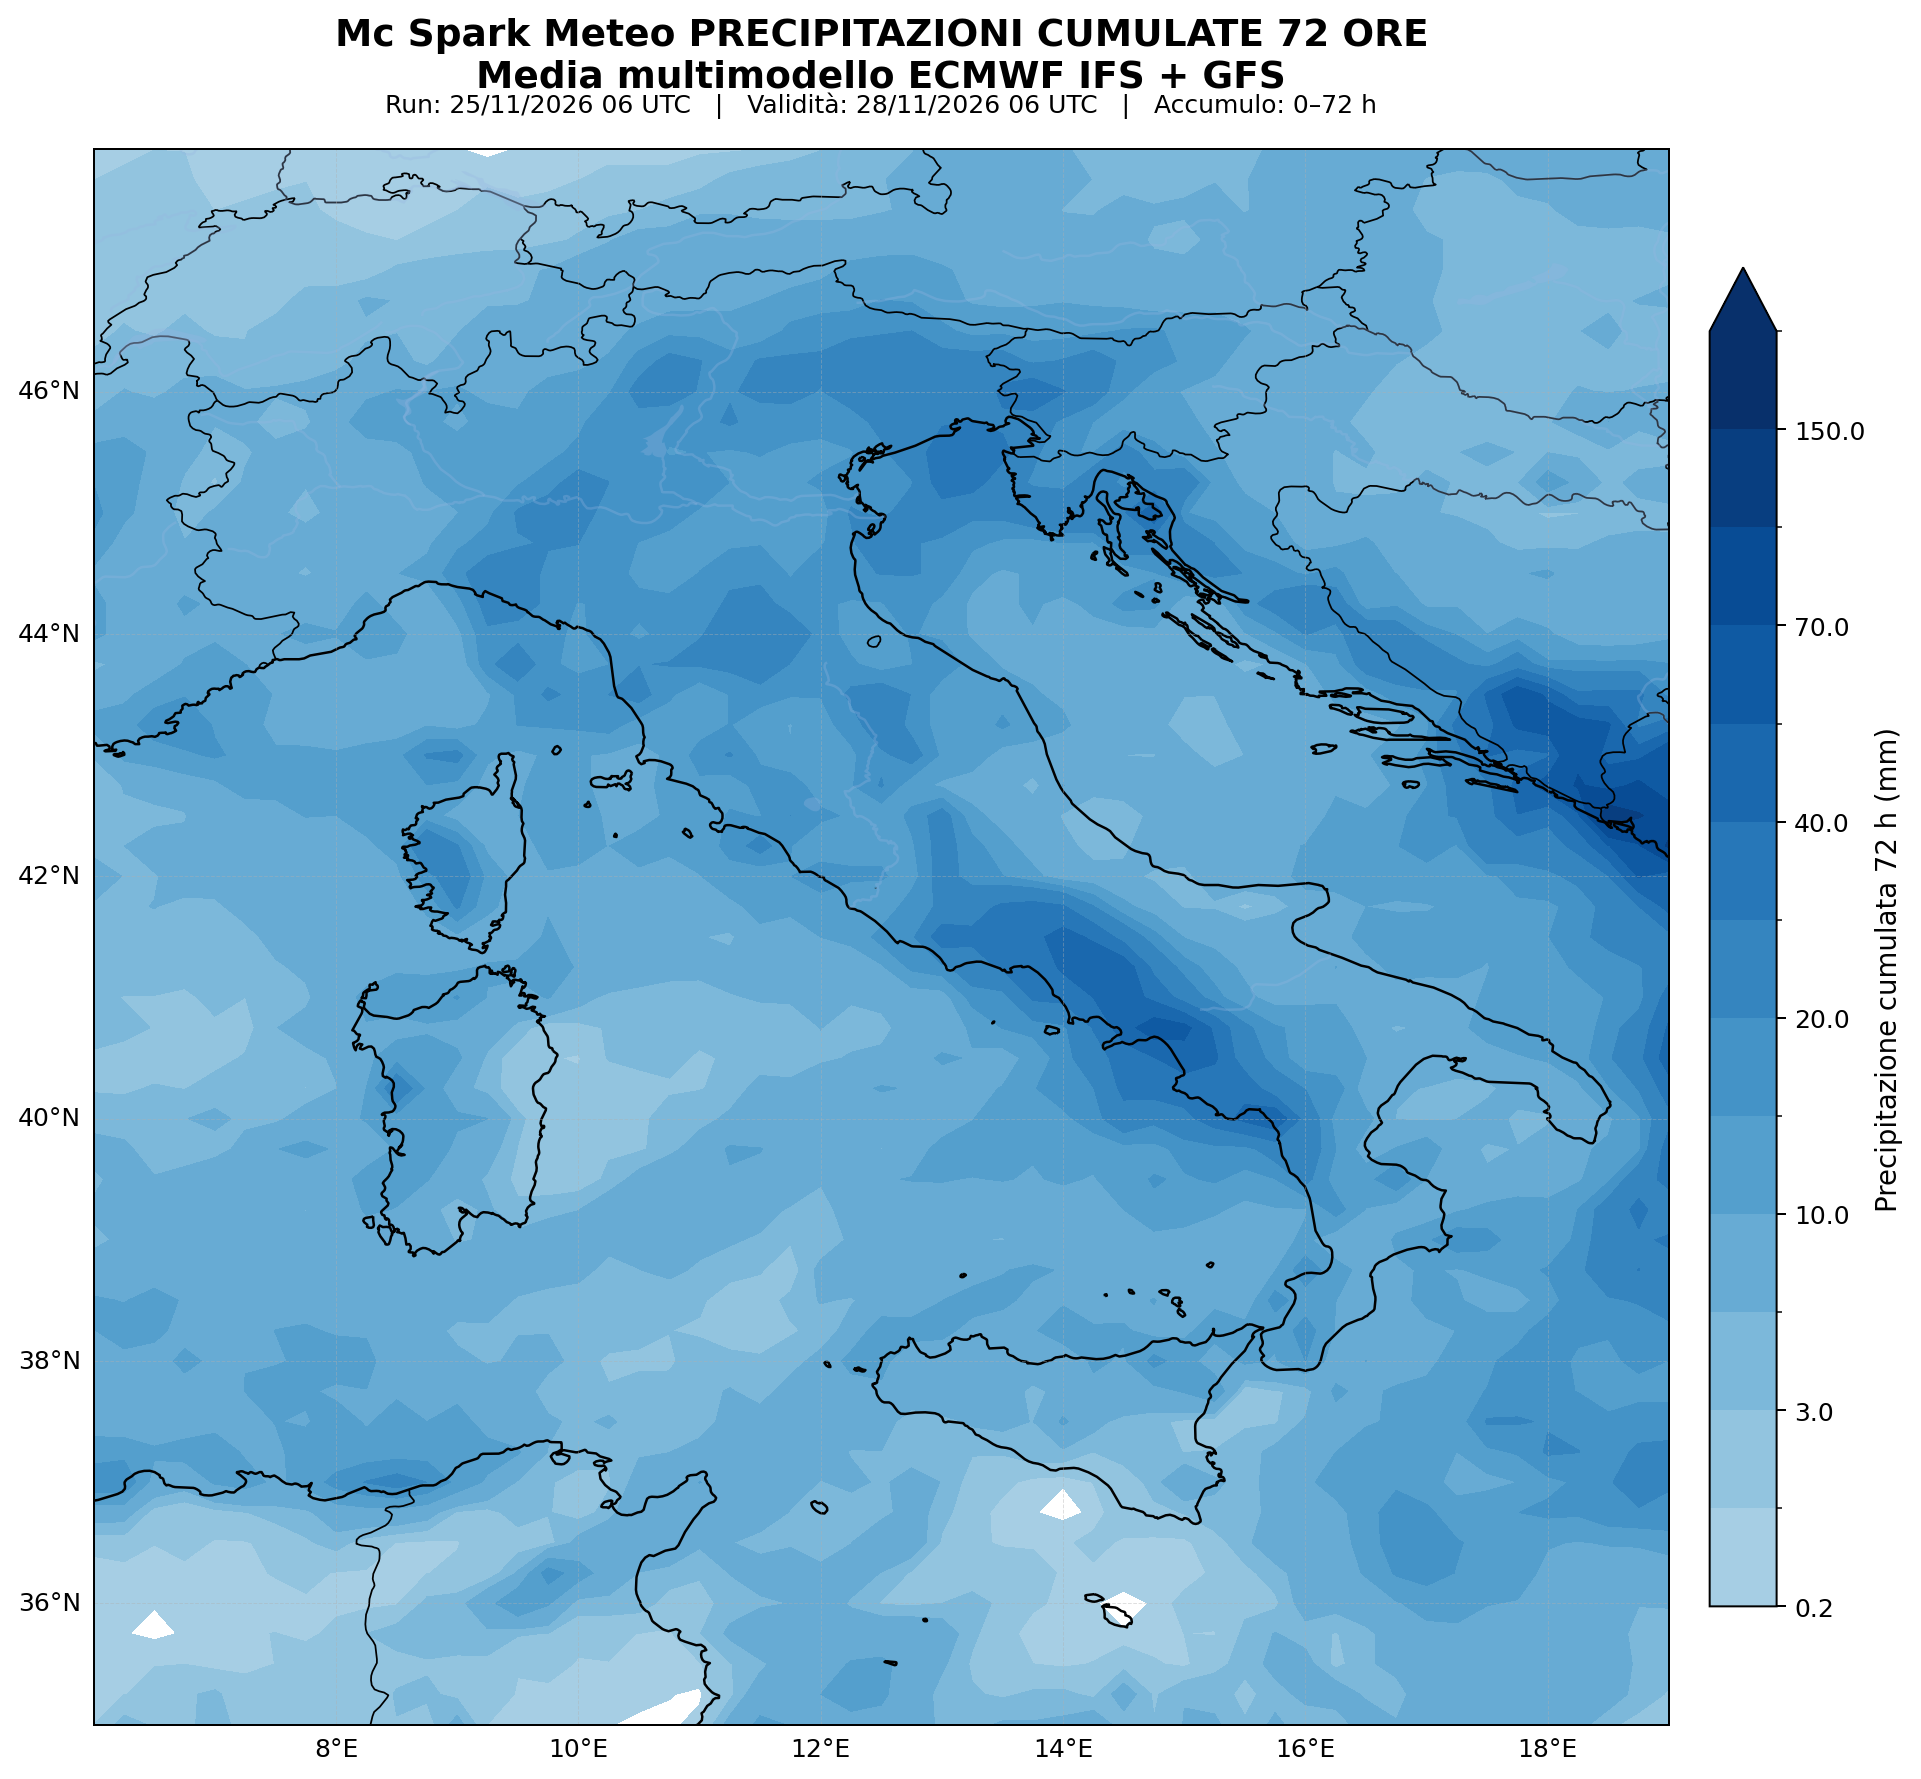 Mc Spark Meteo PRECIPITAZIONI CUMULATE 72 ORE
Media multimodello ECMWF IFS + GFS
Run: 25/11/2026 06 UTC   |   Validità: 28/11/2026 06 UTC   |   Accumulo: 0–72 h
46°N
44°N
42°N
40°N
38°N
36°N
8°E
10°E
12°E
14°E
16°E
18°E
150.0
70.0
40.0
20.0
10.0
3.0
0.2
Precipitazione cumulata 72 h (mm)